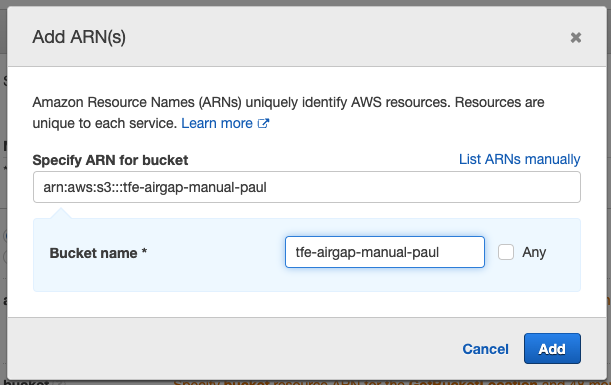 Add ARN(s)
Amazon Resource Names (ARNs) uniquely identify AWS resources. Resources are
unique to each service. Learn more
Specify ARN for bucket
List ARNs manually
arn:aws:s3:::tfe-airgap-manual-paul
Bucket name *
tfe-airgap-manual-paul
Any
Cancel
Add